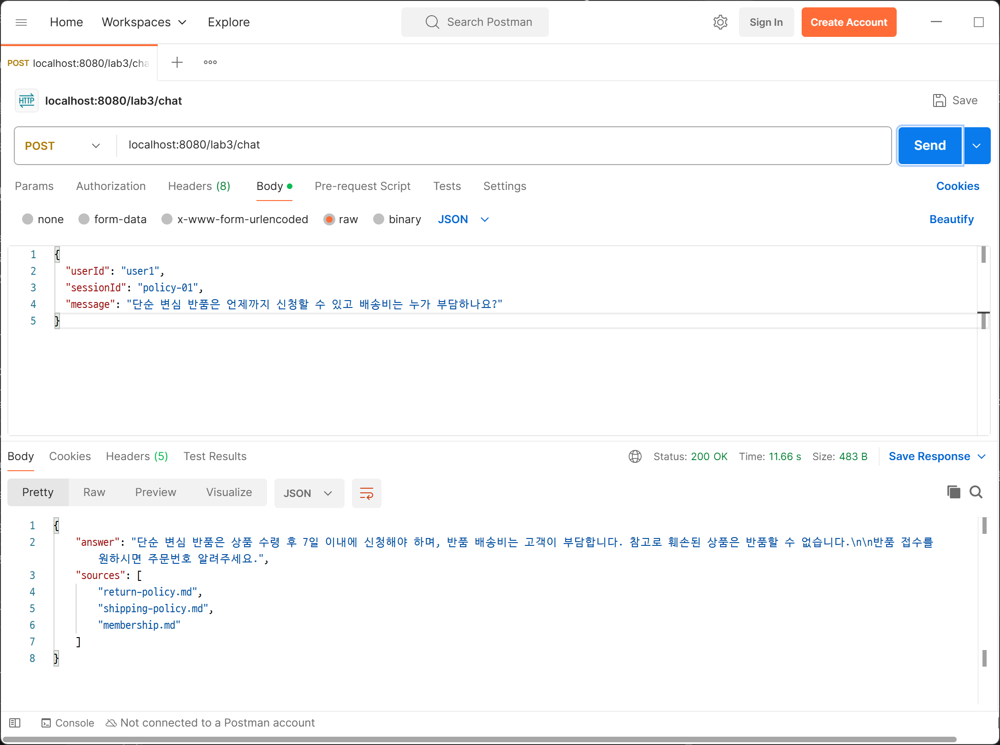 Home Workspaces Explore Search Postman Sign In Create Account
POST localhost:8080/lab3/cha
HTTP localhost:8080/lab3/chat Save
POST localhost:8080/lab3/chat Send
Params Authorization Headers (8) Body Pre-request Script Tests Settings Cookies
none form-data x-www-form-urlencoded raw binary JSON Beautify
1 {
2 "userId": "user1",
3 "sessionId": "policy-01",
4 "message": "단순 변심 반품은 언제까지 신청할 수 있고 배송비는 누가 부담하나요?"
5 }
Body Cookies Headers (5) Test Results Status: 200 OK Time: 11.66 s Size: 483 B Save Response
Pretty Raw Preview Visualize JSON
1 {
2 "answer": "단순 변심 반품은 상품 수령 후 7일 이내에 신청해야 하며, 반품 배송비는 고객이 부담합니다. 참고로 훼손된 상품은 반품할 수 없습니다.\n\n반품 접수를
원하시면 주문번호 알려주세요.",
3 "sources": [
4 "return-policy.md",
5 "shipping-policy.md",
6 "membership.md"
7 ]
8 }
Console Not connected to a Postman account